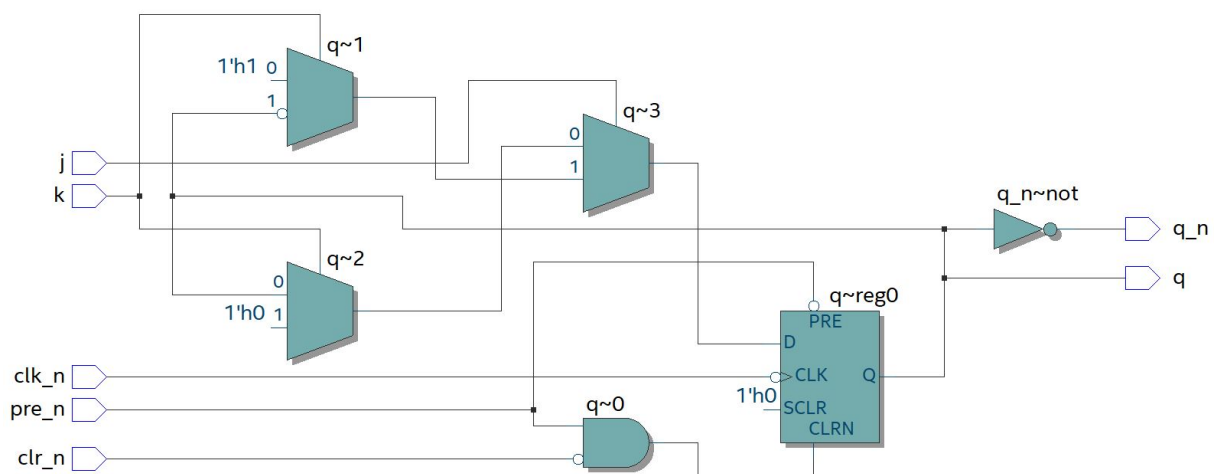 q~1
1'h1 0
1
q~3
0
1
j
k
q_n~not
q_n
q~2
0
1'h0 1
q
q~reg0
PRE
D
clk_n
CLK Q
1'h0 SCLR
pre_n
q~0
CLRN
clr_n